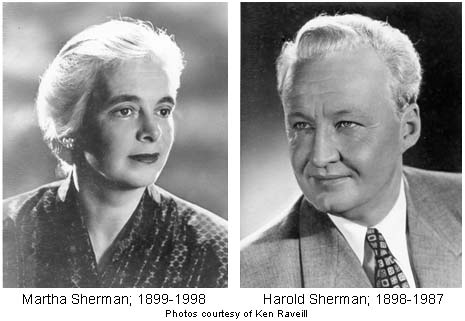 Martha Sherman; 1899-1998
Harold Sherman; 1898-1987
Photos courtesy of Ken Raveill